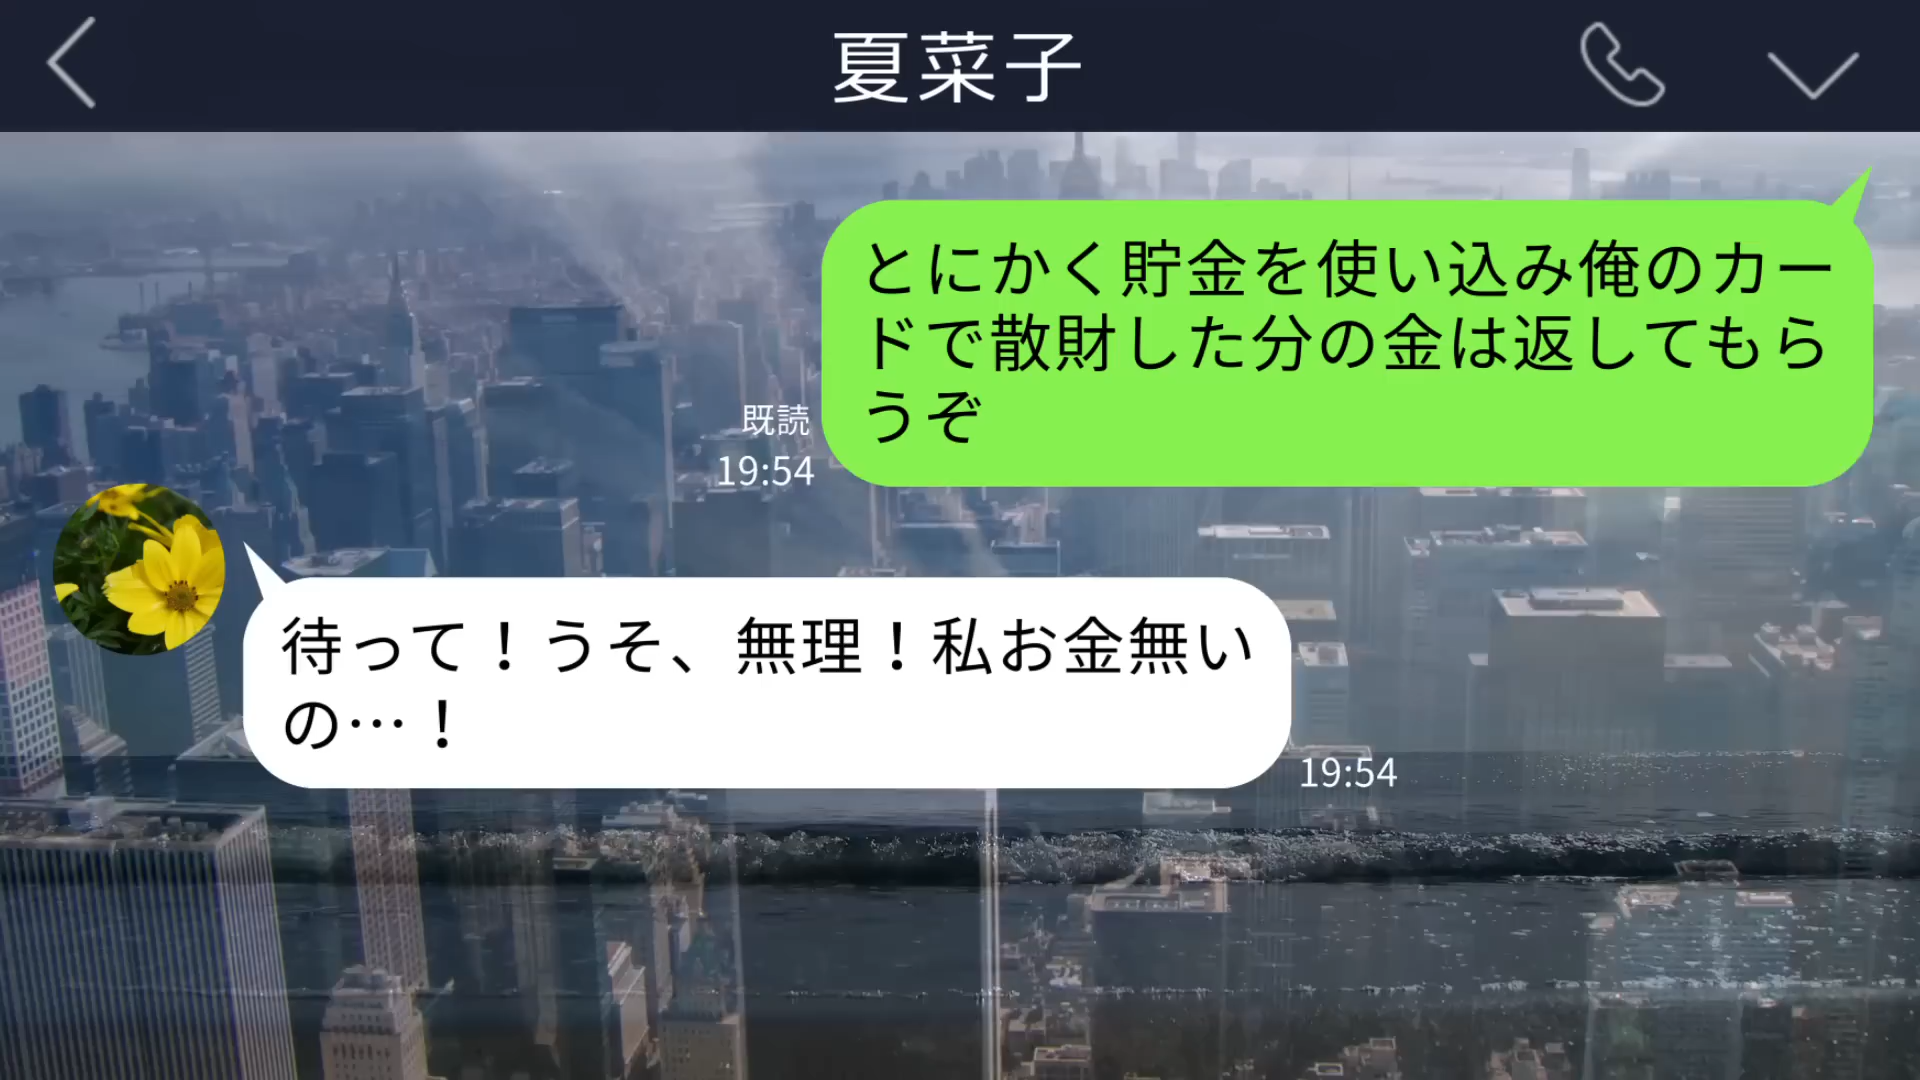 夏菜子
とにかく貯金を使い込み俺のカー
ドで散財した分の金は返してもら
うぞ
既読
19:54
待って！うそ、無理！私お金無い
の…！
19:54